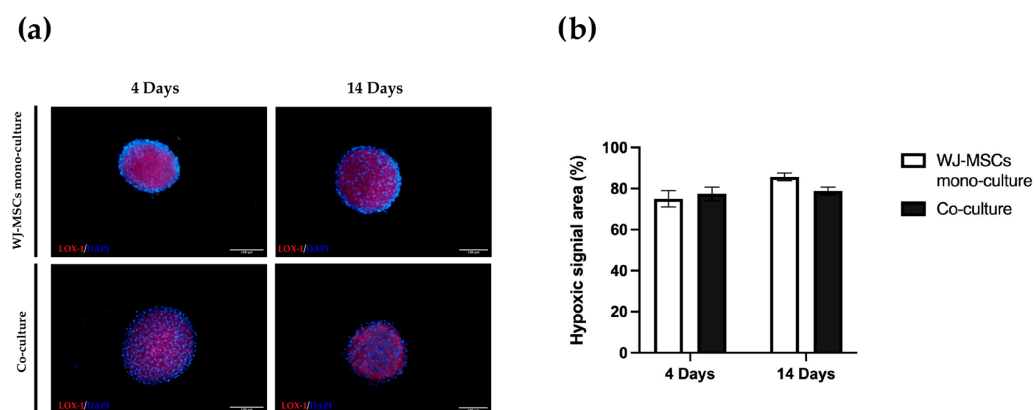 (a)
(b)
4 Days
14 Days
WJ-MSCs mono-culture
LOX-1/DAPI
LOX-1/DAPI
Co-culture
LOX-1/DAPI
LOX-1/DAPI
Hypoxic signial area (%)
100
80
60
40
20
0
4 Days
14 Days
WJ-MSCs
mono-culture
Co-culture